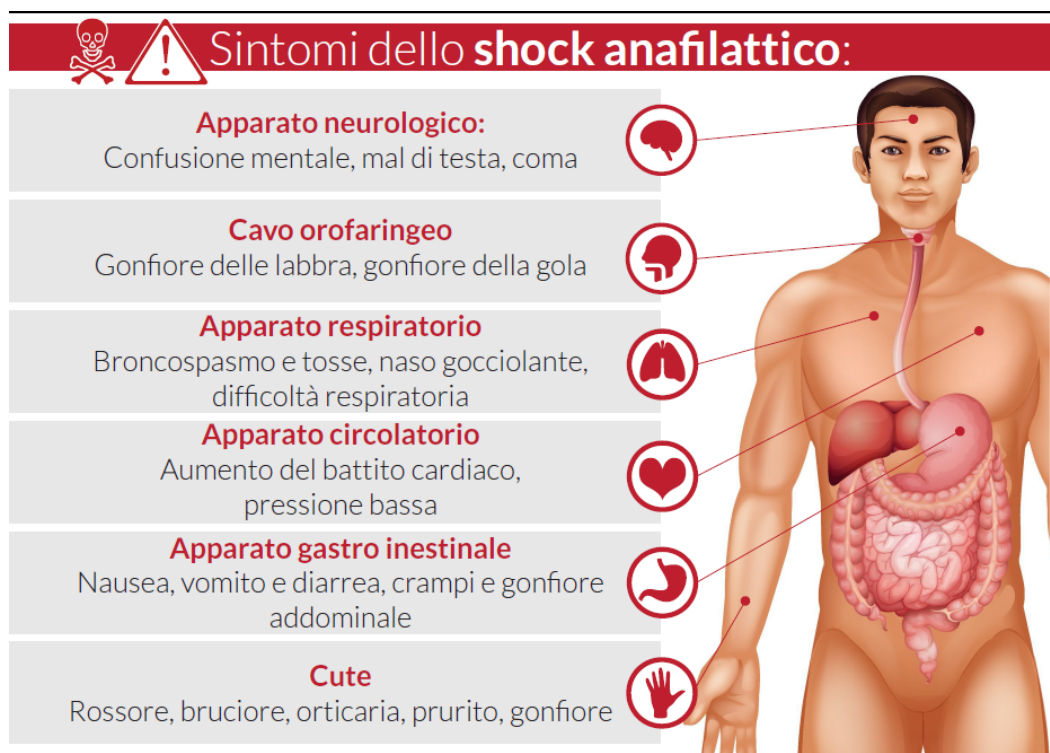 Sintomi dello shock anafilattico:
Apparato neurologico:
Confusione mentale, mal di testa, coma
Cavo orofaringeo
Gonfiore delle labbra, gonfiore della gola
Apparato respiratorio
Broncospasmo e tosse, naso gocciolante,
difficoltà respiratoria
Apparato circolatorio
Aumento del battito cardiaco,
pressione bassa
Apparato gastro inestinale
Nausea, vomito e diarrea, crampi e gonfiore
addominale
Cute
Rossore, bruciore, orticaria, prurito, gonfiore